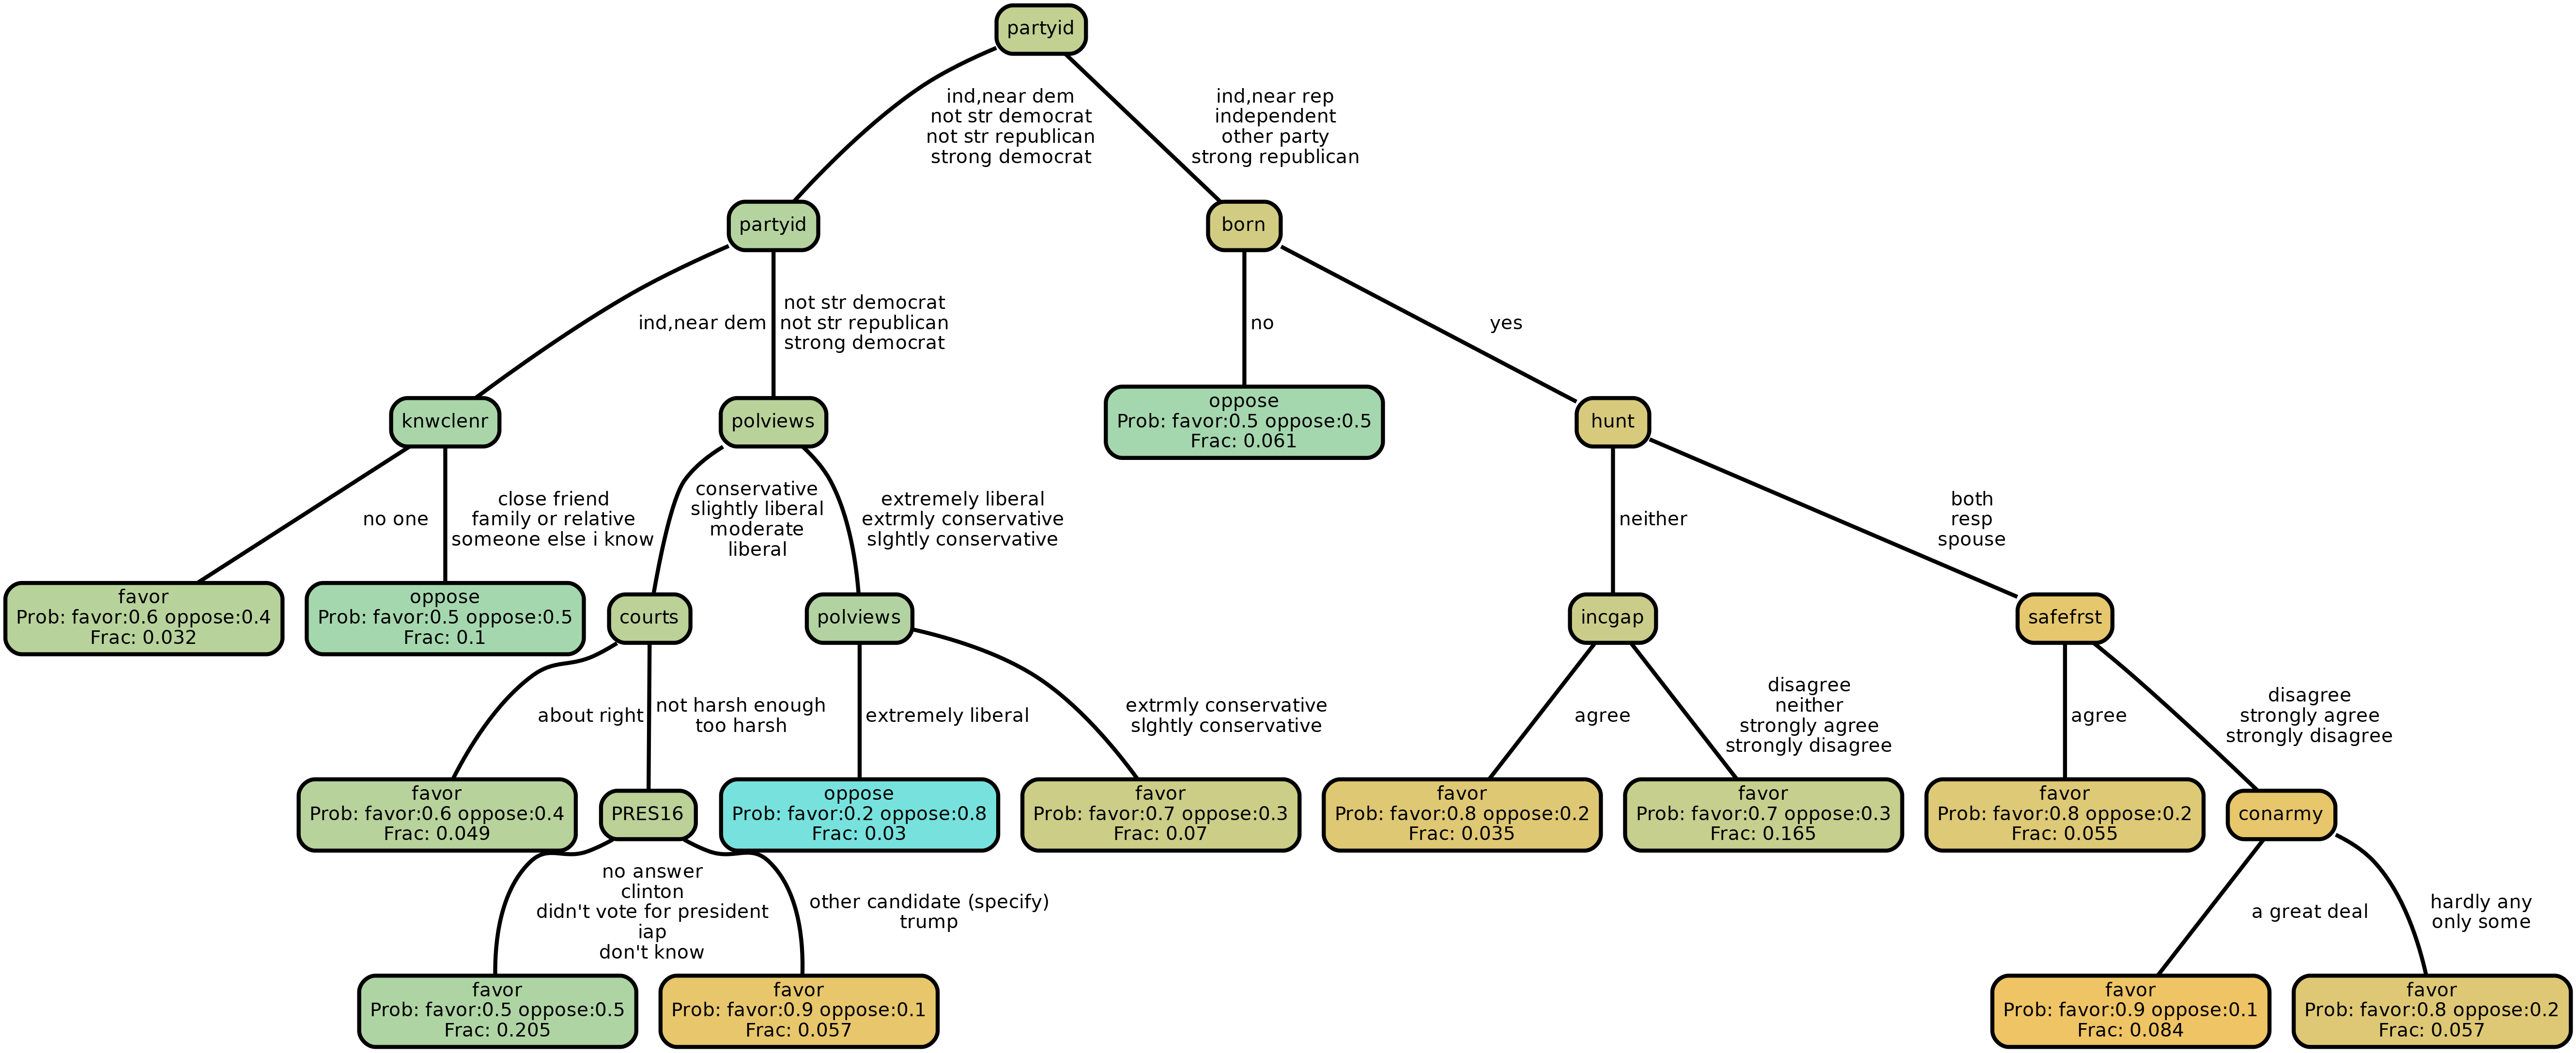 partyid
ind,near dem
not str democrat
not str republican
strong democrat
ind,near rep
independent
other party
strong republican
partyid
born
ind,near dem
not str democrat
not str republican
strong democrat
no
yes
knwclenr
polviews
oppose
Prob: favor:0.5 oppose:0.5
Frac: 0.061
hunt
no one
close friend
family or relative
someone else i know
conservative
slightly liberal
moderate
liberal
extremely liberal
extrmly conservative
slghtly conservative
neither
both
resp
spouse
favor
Prob: favor:0.6 oppose:0.4
Frac: 0.032
oppose
Prob: favor:0.5 oppose:0.5
Frac: 0.1
courts
polviews
incgap
safefrst
about right
not harsh enough
too harsh
extremely liberal
extrmly conservative
slghtly conservative
agree
disagree
neither
strongly agree
strongly disagree
agree
disagree
strongly agree
strongly disagree
favor
Prob: favor:0.6 oppose:0.4
Frac: 0.049
PRES16
oppose
Prob: favor:0.2 oppose:0.8
Frac: 0.03
favor
Prob: favor:0.7 oppose:0.3
Frac: 0.07
favor
Prob: favor:0.8 oppose:0.2
Frac: 0.035
favor
Prob: favor:0.7 oppose:0.3
Frac: 0.165
favor
Prob: favor:0.8 oppose:0.2
Frac: 0.055
conarmy
no answer
clinton
didn't vote for president
iap
don't know
other candidate (specify)
trump
a great deal
hardly any
only some
favor
Prob: favor:0.5 oppose:0.5
Frac: 0.205
favor
Prob: favor:0.9 oppose:0.1
Frac: 0.057
favor
Prob: favor:0.9 oppose:0.1
Frac: 0.084
favor
Prob: favor:0.8 oppose:0.2
Frac: 0.057